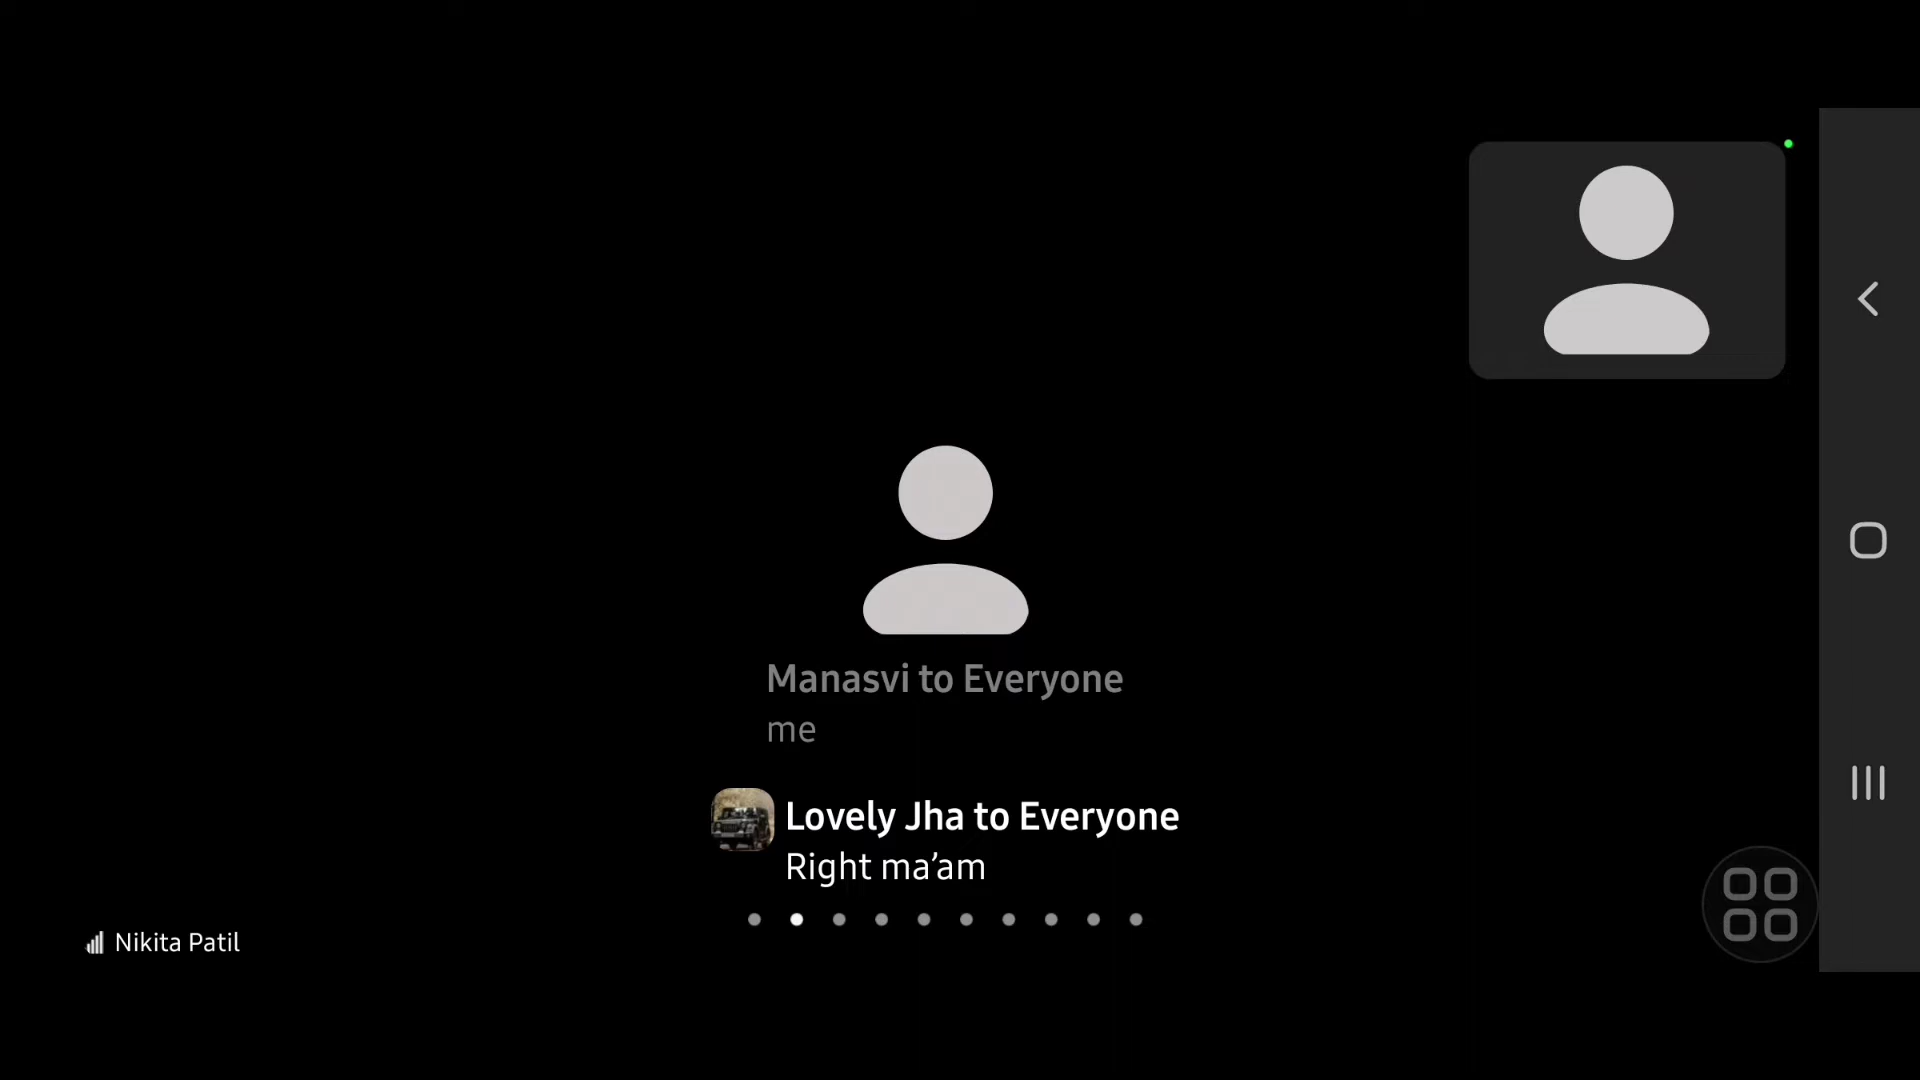 Manasvi to Everyone
me
Lovely Jha to Everyone
Right ma’am
Nikita Patil